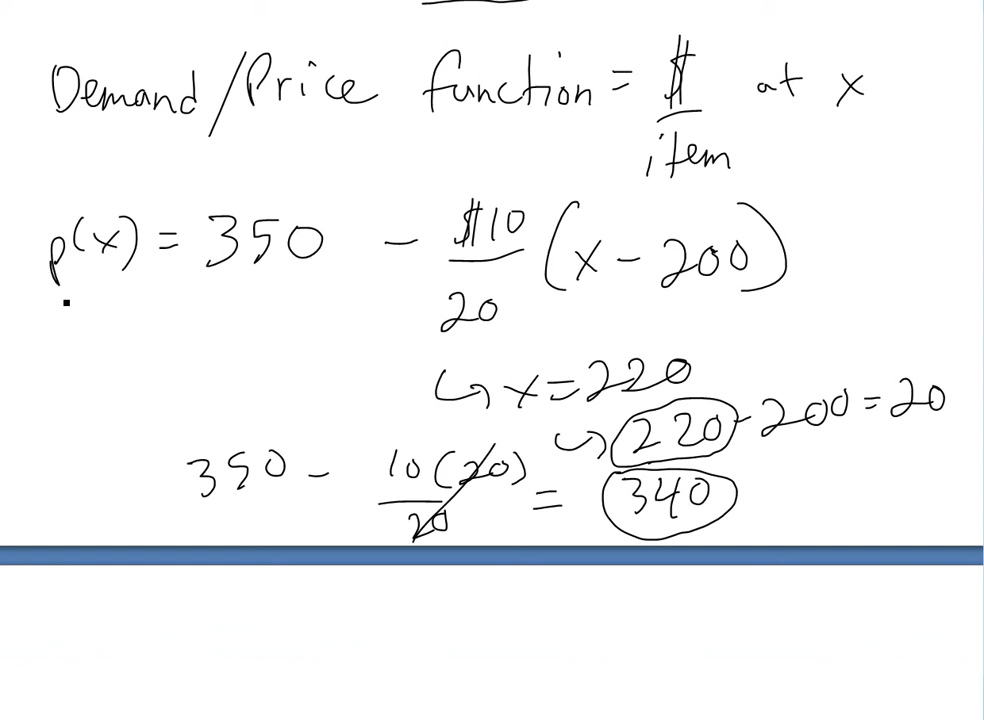 Demand/Price function = $/item at x
p(x) = 350 - $10/20 (x - 200)
↳ x = 220
↳ 220 - 200 = 20
350 - 10(20)/20 = 340